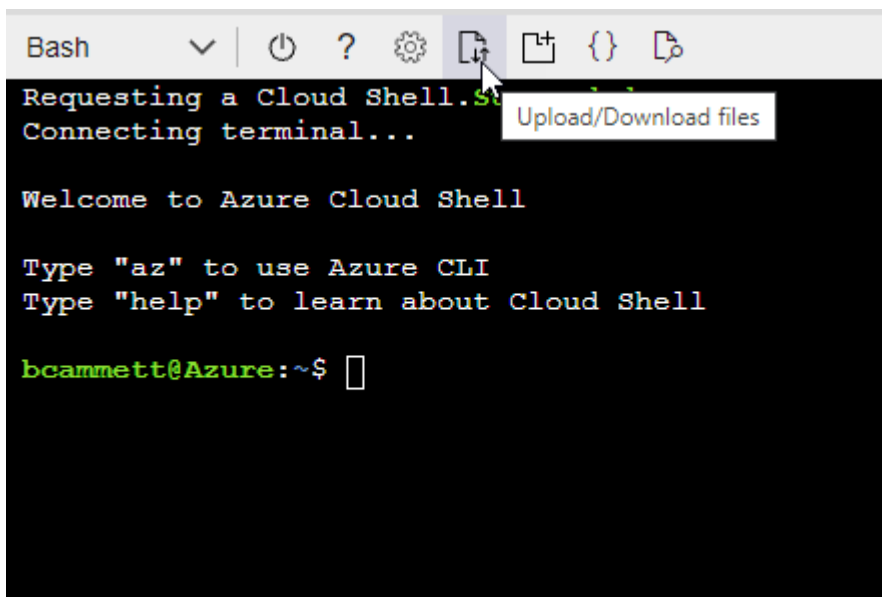 Bash
?
{}
Requesting a Cloud Shell.
Upload/Download files
Connecting terminal...
Welcome to Azure Cloud Shell
Type "az" to use Azure CLI
Type "help" to learn about Cloud Shell
bcammett@Azure:~$